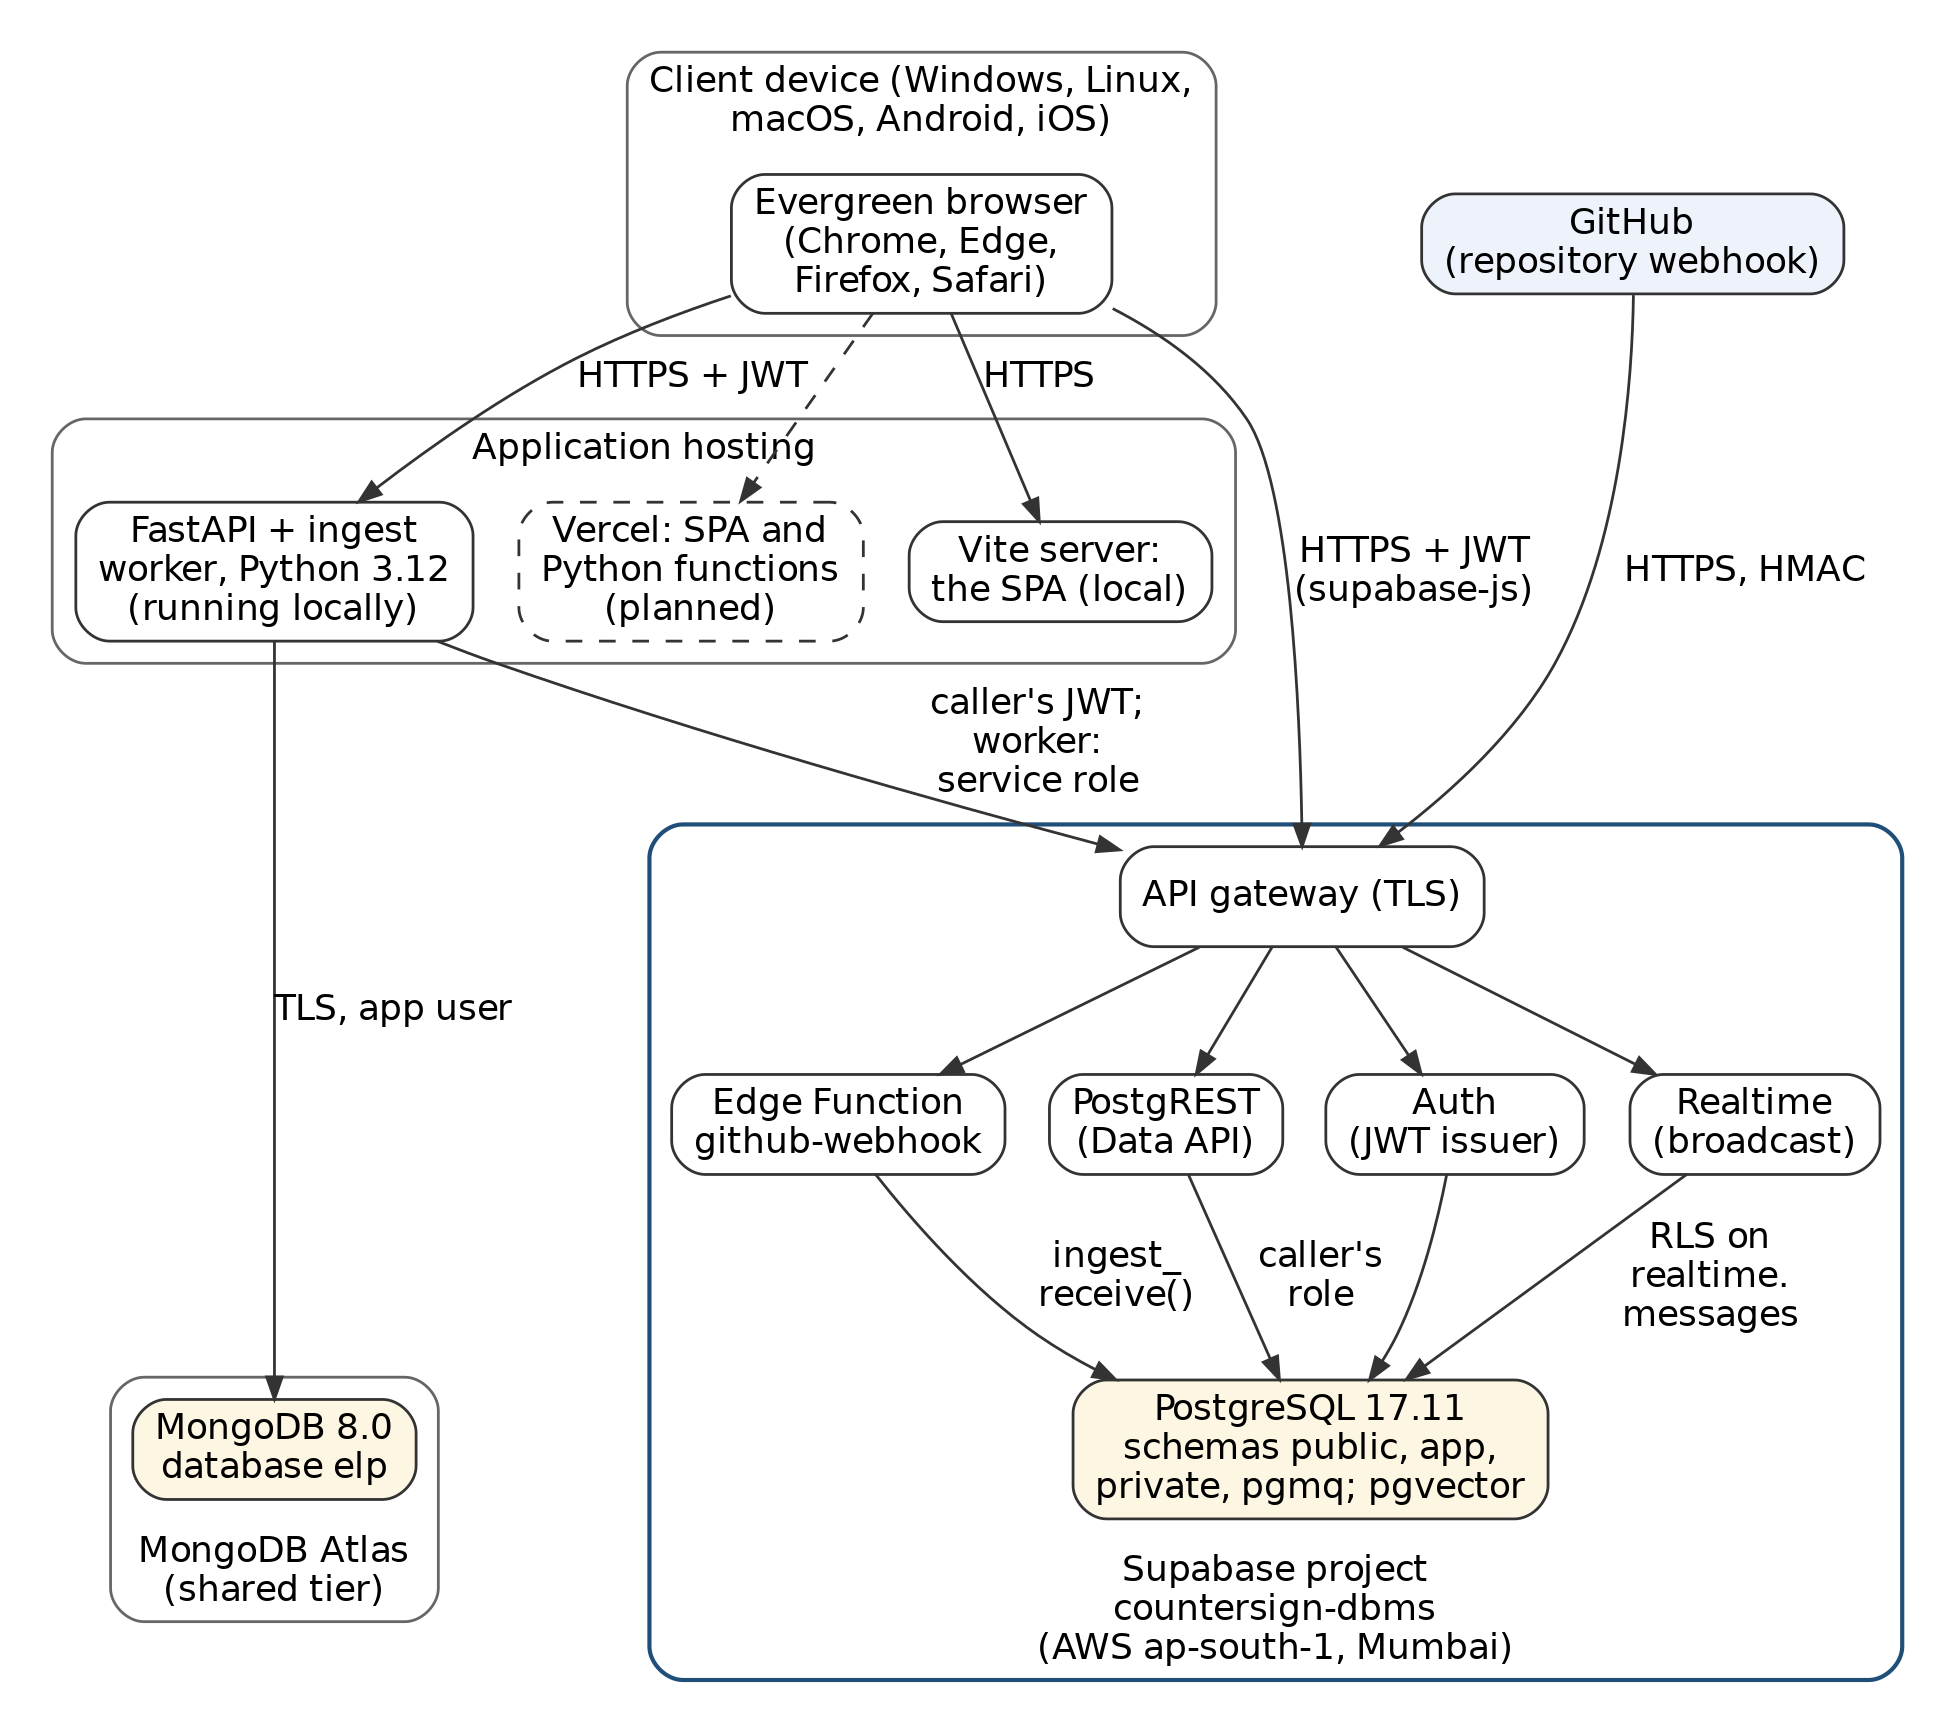 Client device (Windows, Linux,
macOS, Android, iOS)
Evergreen browser
(Chrome, Edge,
Firefox, Safari)
GitHub
(repository webhook)
HTTPS + JWT
HTTPS
Application hosting
FastAPI + ingest
worker, Python 3.12
(running locally)
Vercel: SPA and
Python functions
(planned)
Vite server:
the SPA (local)
HTTPS + JWT
(supabase-js)
HTTPS, HMAC
caller's JWT;
worker:
service role
API gateway (TLS)
TLS, app user
Edge Function
github-webhook
PostgREST
(Data API)
Auth
(JWT issuer)
Realtime
(broadcast)
ingest_
receive()
caller's
role
RLS on
realtime.
messages
MongoDB 8.0
database elp
MongoDB Atlas
(shared tier)
PostgreSQL 17.11
schemas public, app,
private, pgmq; pgvector
Supabase project
countersign-dbms
(AWS ap-south-1, Mumbai)